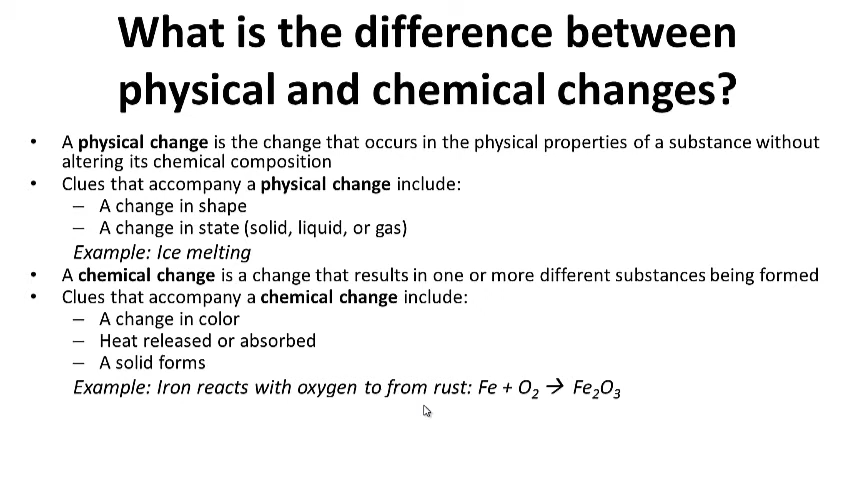 What is the difference between
physical and chemical changes?
• A physical change is the change that occurs in the physical properties of a substance without
altering its chemical composition
• Clues that accompany a physical change include:
– A change in shape
– A change in state (solid, liquid, or gas)
Example: Ice melting
• A chemical change is a change that results in one or more different substances being formed
• Clues that accompany a chemical change include:
– A change in color
– Heat released or absorbed
– A solid forms
Example: Iron reacts with oxygen to from rust: Fe + O₂ → Fe₂O₃